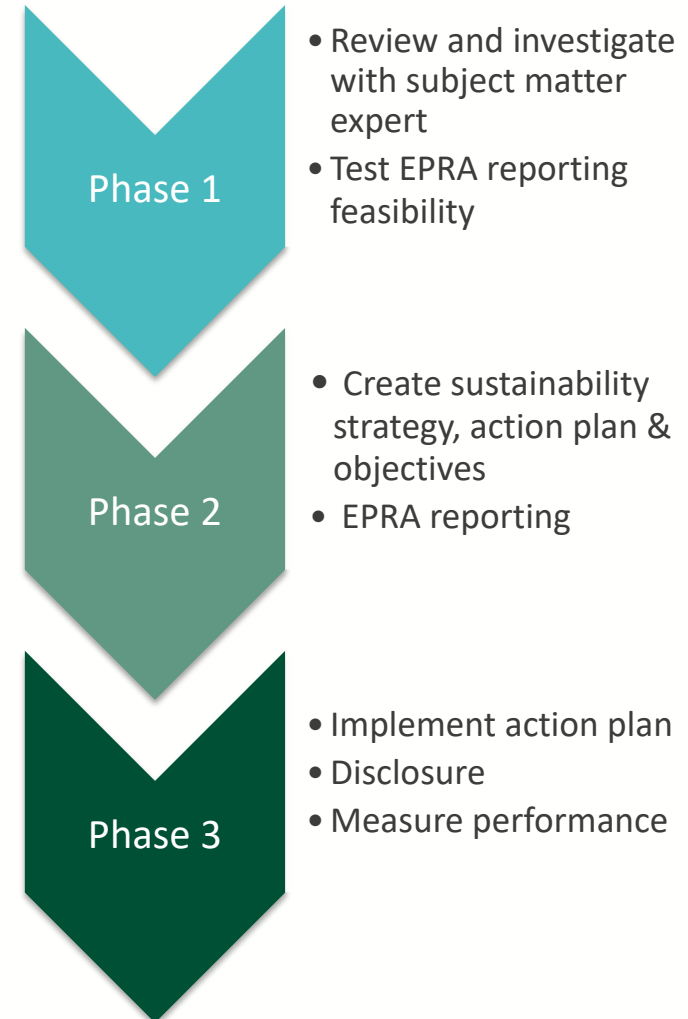 Phase 1
• Review and investigate
with subject matter
expert
• Test EPRA reporting
feasibility
Phase 2
• Create sustainability
strategy, action plan &
objectives
• EPRA reporting
Phase 3
• Implement action plan
• Disclosure
• Measure performance